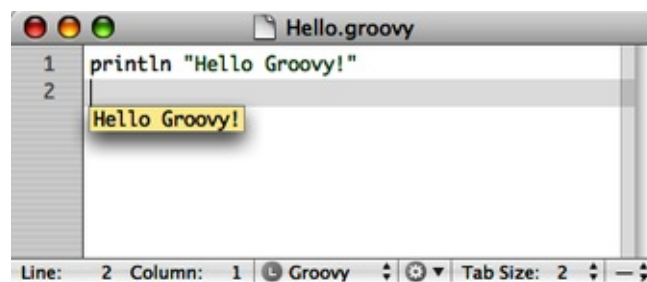 Hello.groovy
1 println "Hello Groovy!"
2
Hello Groovy!
Line: 2 Column: 1 Groovy Tab Size: 2 —